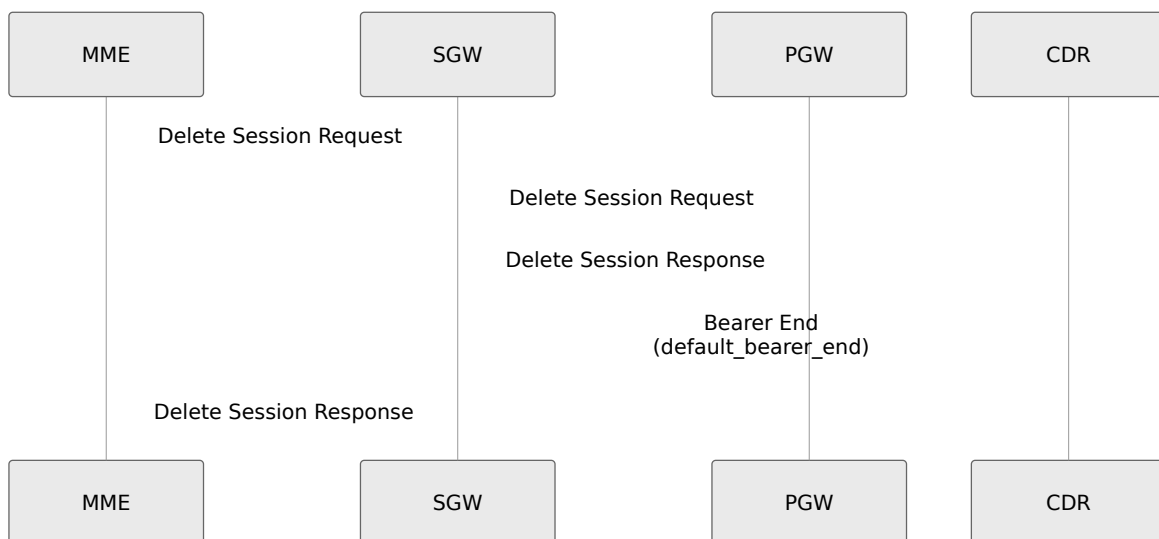 MME
SGW
PGW
CDR
Delete Session Request
Delete Session Request
Delete Session Response
Bearer End
(default_bearer_end)
Delete Session Response
MME
SGW
PGW
CDR